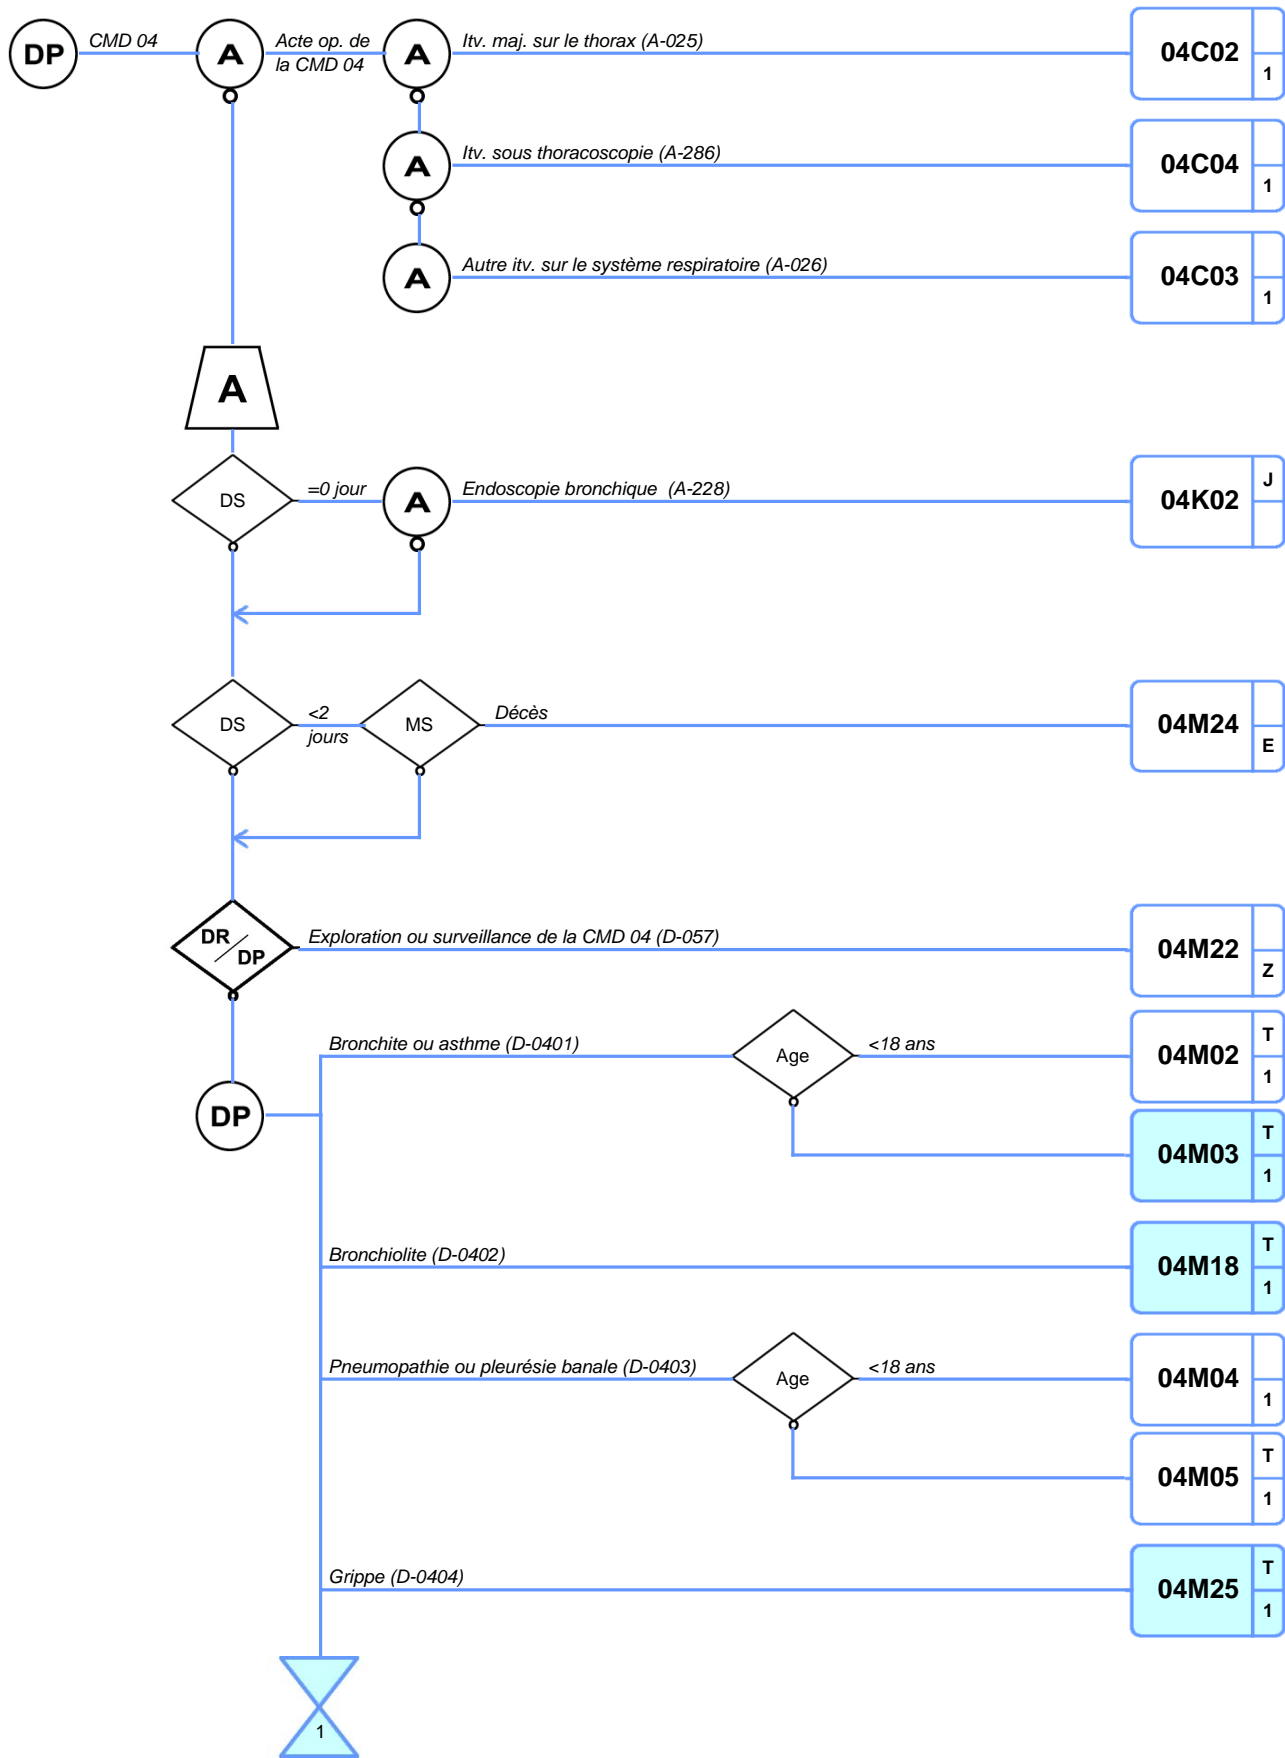 DP
CMD 04
A
Acte op. de
la CMD 04
A
Itv. maj. sur le thorax (A-025)
04C02
1
A
Itv. sous thoracoscopie (A-286)
04C04
1
A
Autre itv. sur le système respiratoire (A-026)
04C03
1
A
DS
=0 jour
A
Endoscopie bronchique (A-228)
04K02
J
DS
<2
jours
MS
Décès
04M24
E
DR
DP
Exploration ou surveillance de la CMD 04 (D-057)
04M22
Z
DP
Bronchite ou asthme (D-0401)
Age
<18 ans
04M02
T
1
04M03
T
1
Bronchiolite (D-0402)
04M18
T
1
Pneumopathie ou pleurésie banale (D-0403)
Age
<18 ans
04M04
1
04M05
T
1
Grippe (D-0404)
04M25
T
1
1